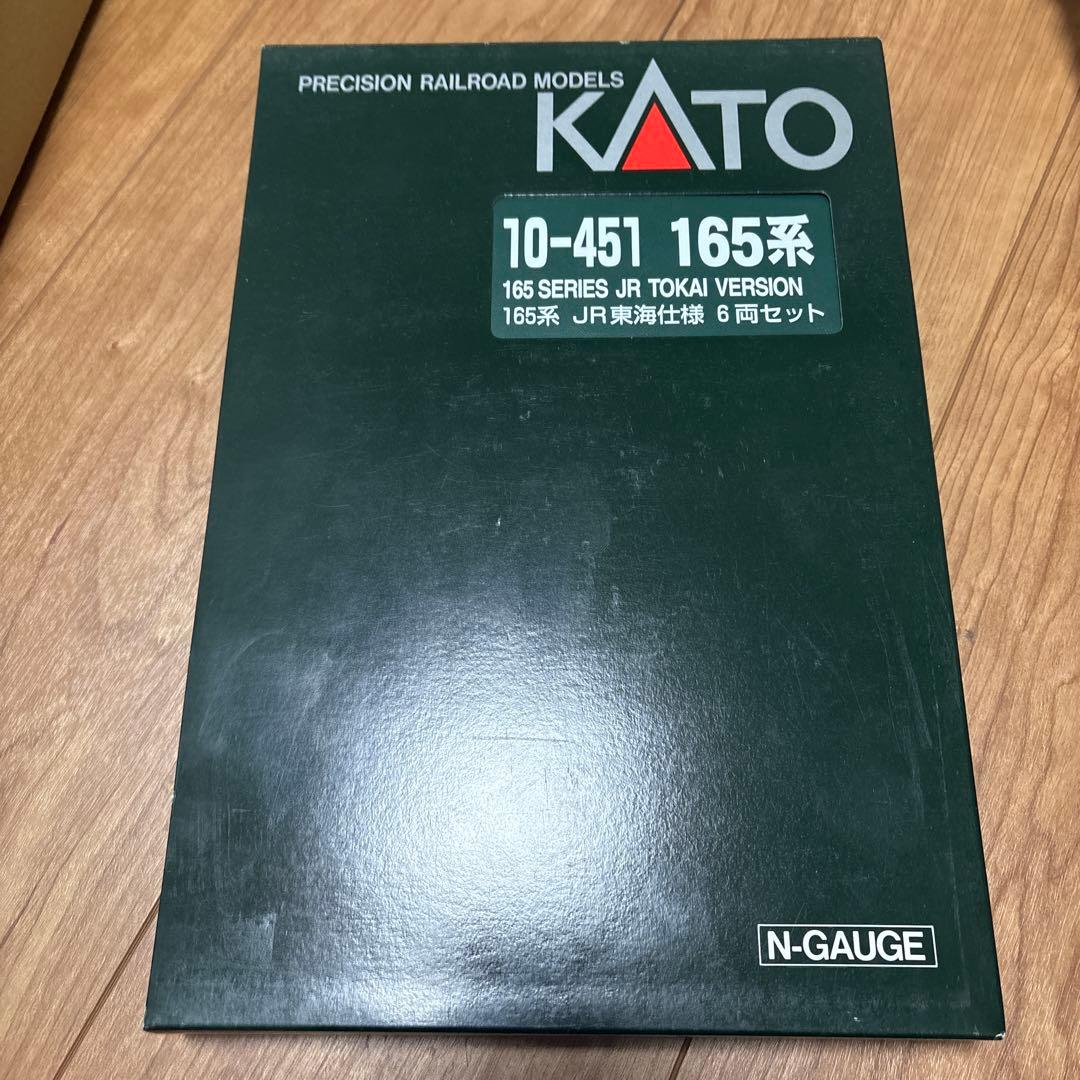 PRECISION RAILROAD MODELS
KATO
10-451 165系
165 SERIES JR TOKAI VERSION
165系 JR東海仕様 6両セット
N-GAUGE